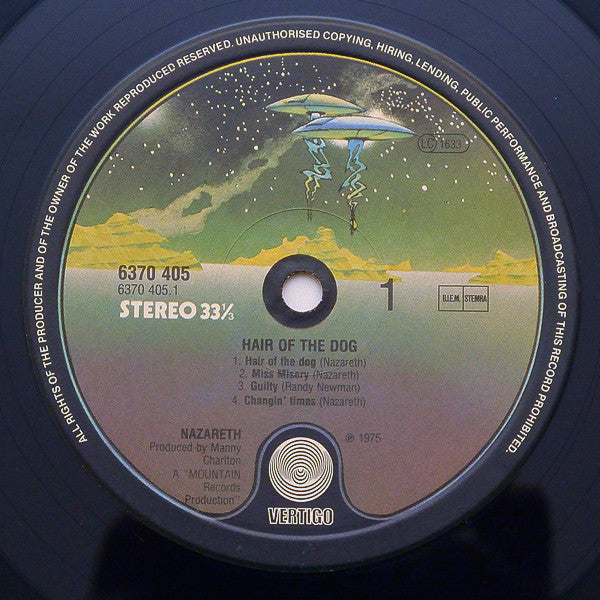 ALL RIGHTS OF THE PRODUCER AND OF THE OWNER OF THE WORK REPRODUCED RESERVED. UNAUTHORISED COPYING, HIRING, LENDING, PUBLIC PERFORMANCE AND BROADCASTING OF THIS RECORD PROHIBITED.
LC 1633
6370 405
6370 405.1
STEREO 33⅓
1
B.I.E.M. STEMRA
HAIR OF THE DOG
1. Hair of the dog (Nazareth)
2. Miss Misery (Nazareth)
3. Guilty (Randy Newman)
4. Changin' times (Nazareth)
NAZARETH
Produced by Manny
Charlton
A "MOUNTAIN
Records
Production"
℗ 1975
VERTIGO